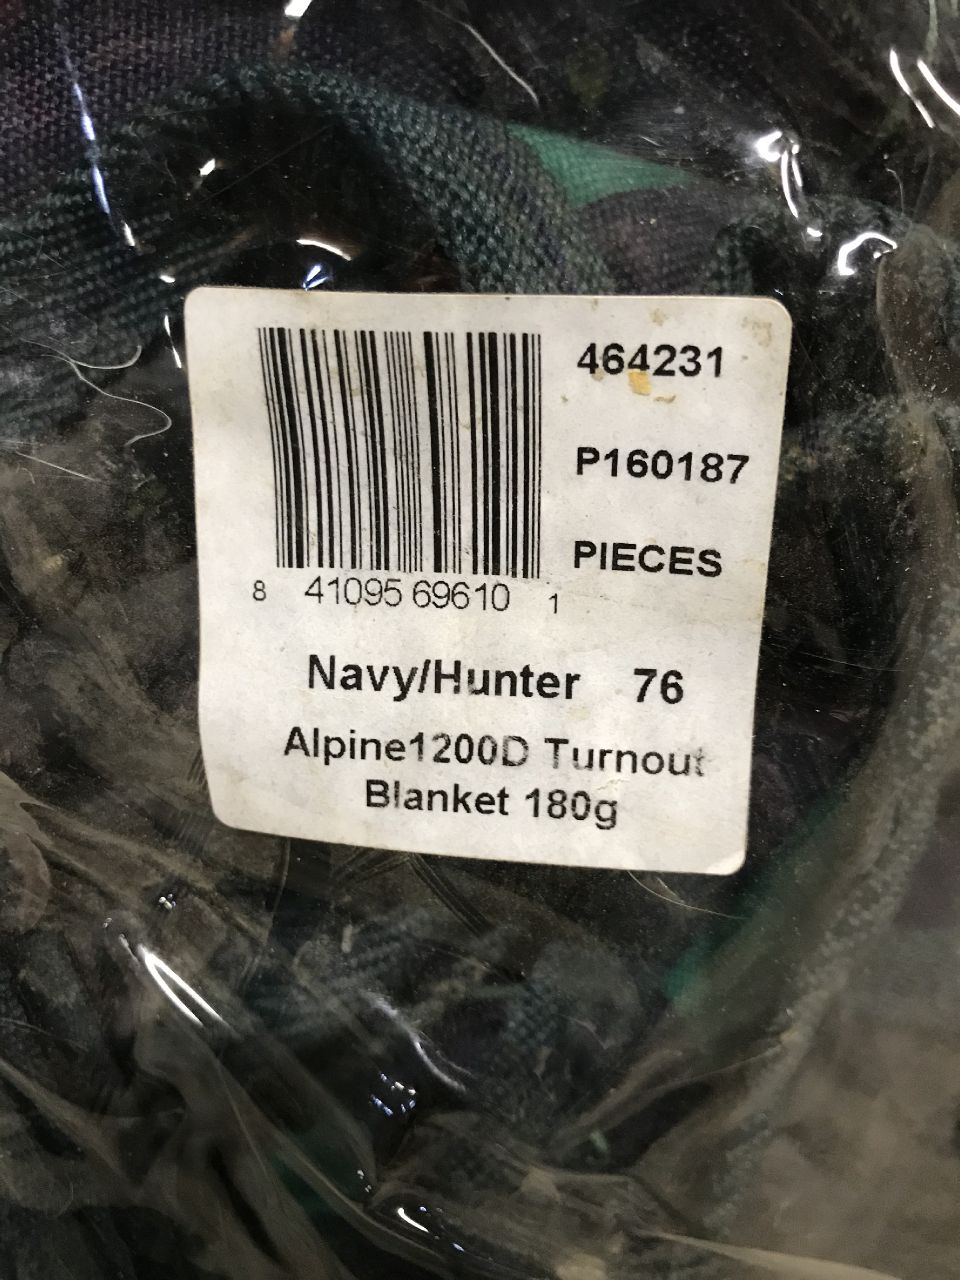 464231
P160187
PIECES
8 41095 69610 1
Navy/Hunter 76
Alpine1200D Turnout
Blanket 180g